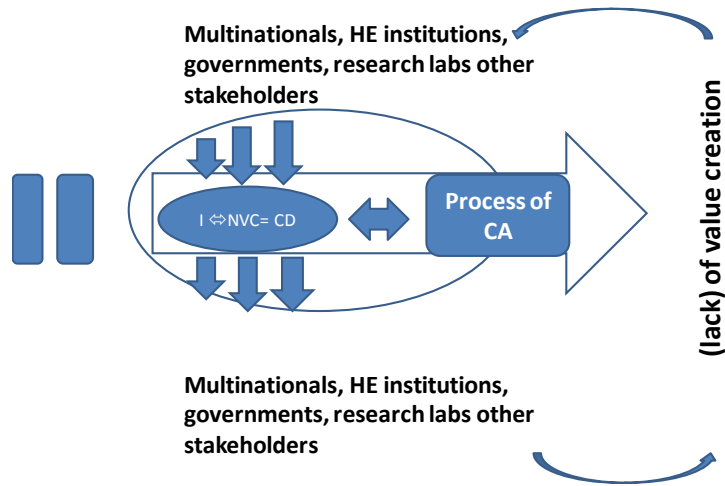 Multinationals, HE institutions,
governments, research labs other
stakeholders
I ⇔NVC= CD
Process of
CA
(lack) of value creation
Multinationals, HE institutions,
governments, research labs other
stakeholders